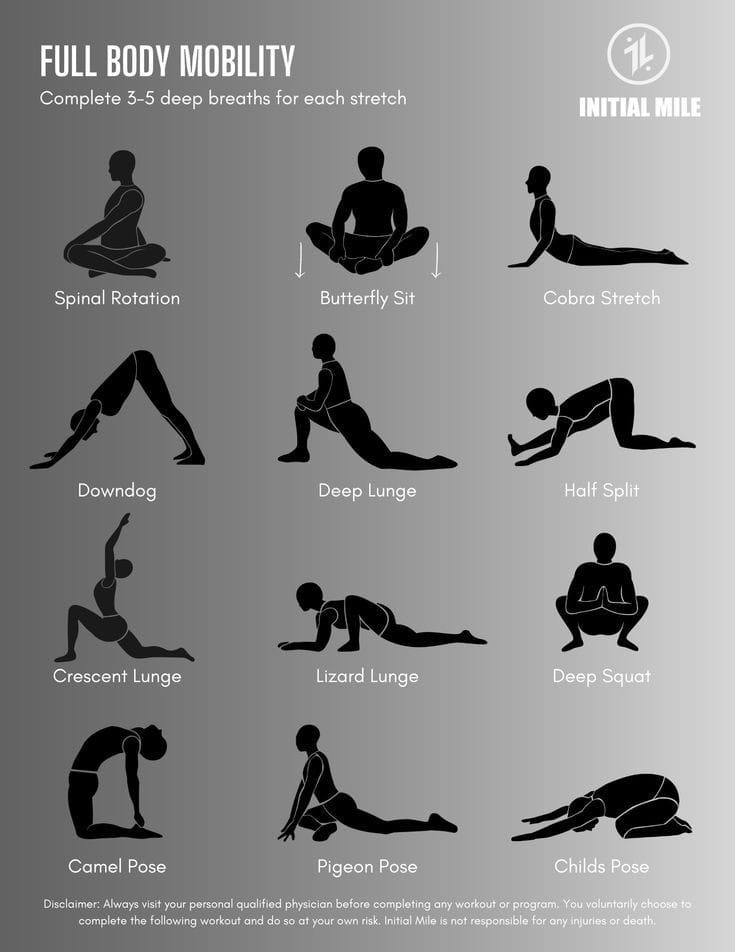 FULL BODY MOBILITY
Complete 3-5 deep breaths for each stretch
INITIAL MILE
Spinal Rotation
Butterfly Sit
Cobra Stretch
Downdog
Deep Lunge
Half Split
Crescent Lunge
Lizard Lunge
Deep Squat
Camel Pose
Pigeon Pose
Childs Pose
Disclaimer: Always visit your personal qualified physician before completing any workout or program. You voluntarily choose to
complete the following workout and do so at your own risk. Initial Mile is not responsible for any injuries or death.